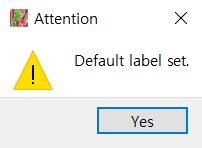 Attention
Default label set.
Yes